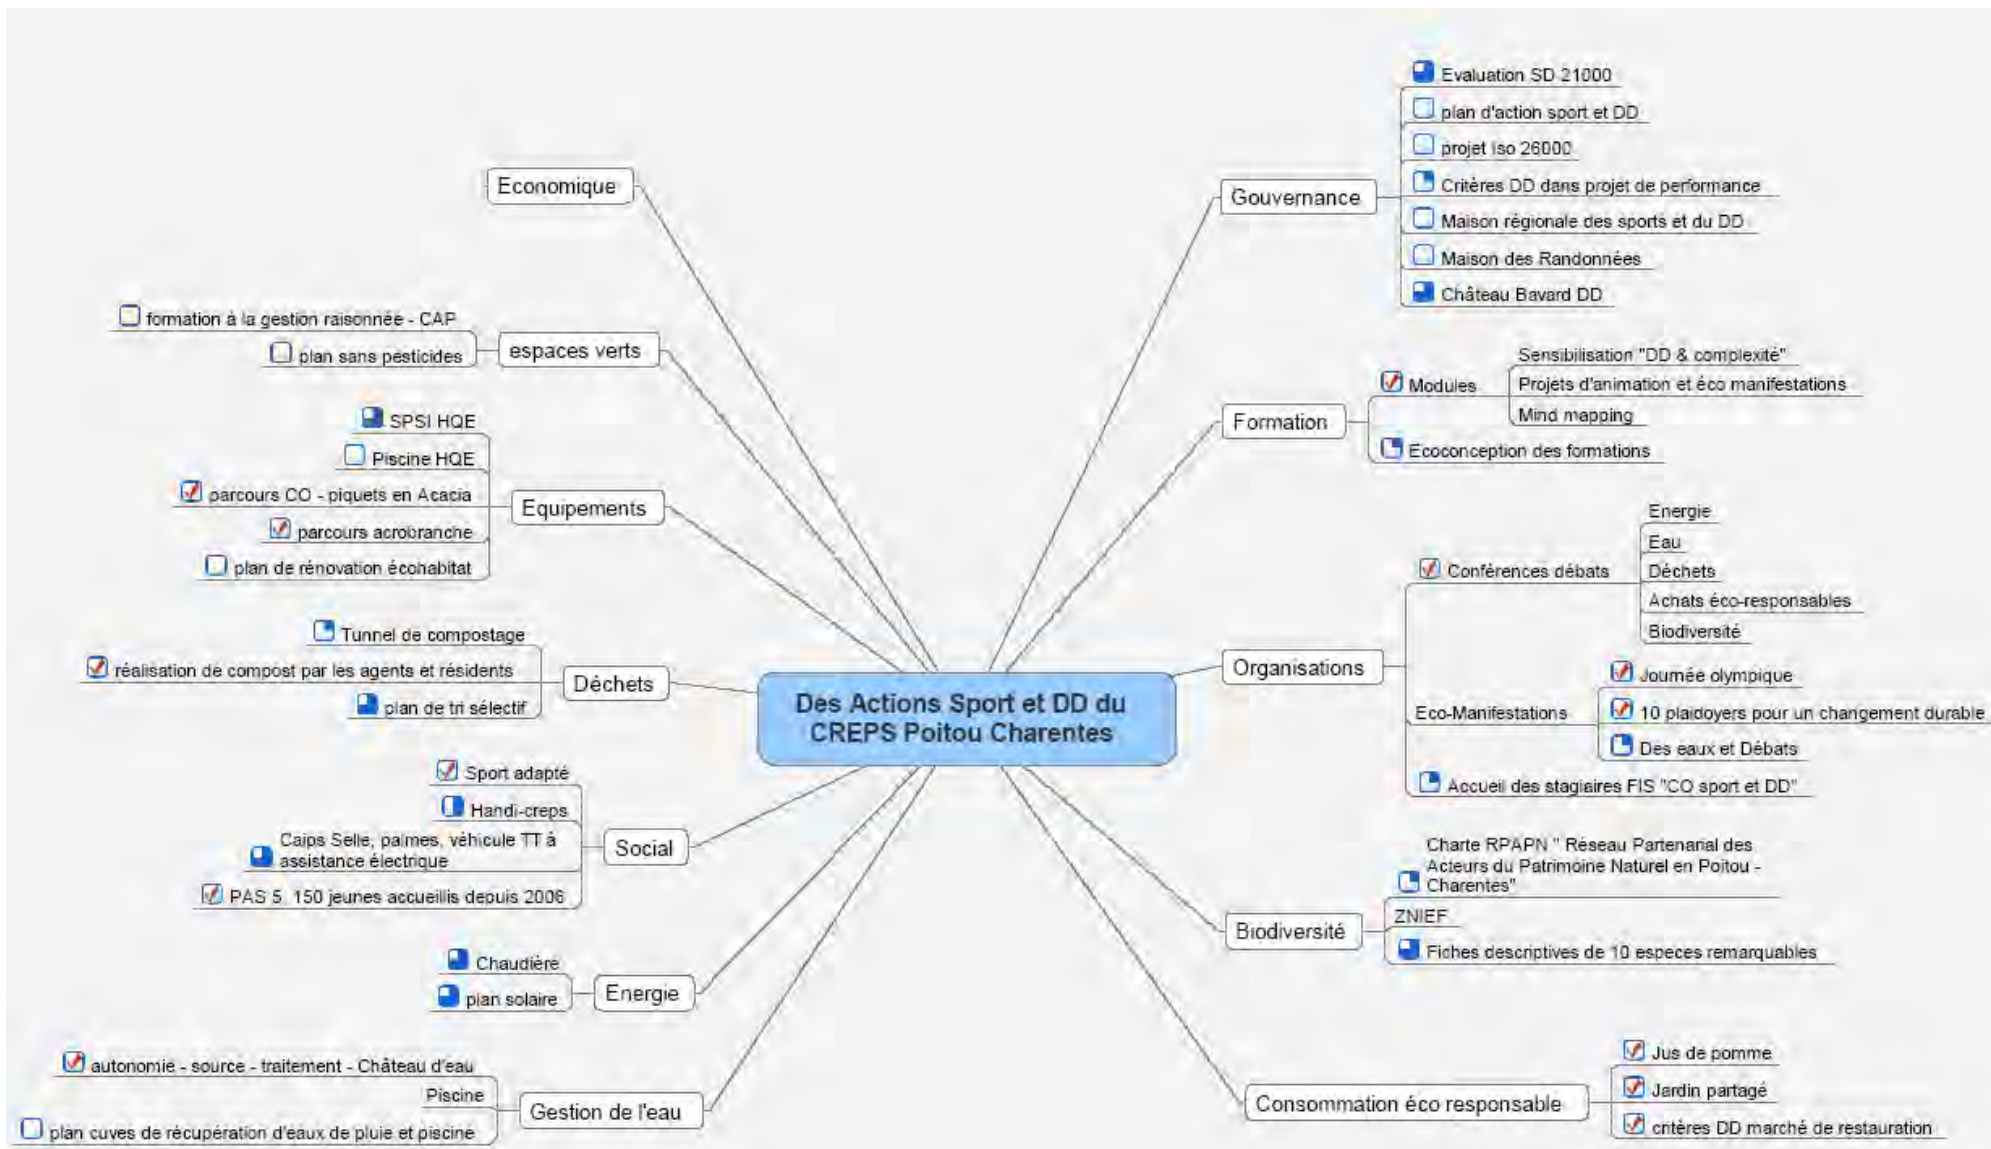 Des Actions Sport et DD du
CREPS Poitou Charentes
Gouvernance
Evaluation SD 21000
plan d'action sport et DD
projet Iso 26000
Critères DD dans projet de performance
Maison régionale des sports et du DD
Maison des Randonnées
Château Bavard DD
Formation
Modules
Sensibilisation "DD & complexité"
Projets d'animation et éco manifestations
Mind mapping
Ecoconception des formations
Organisations
Conférences débats
Energie
Eau
Déchets
Achats éco-responsables
Biodiversité
Eco-Manifestations
Journée olympique
10 plaidoyers pour un changement durable
Des eaux et Débats
Accueil des stagiaires FIS "CO sport et DD"
Biodiversité
Charte RPAPN " Réseau Partenarial des
Acteurs du Patrimoine Naturel en Poitou -
Charentes"
ZNIEF
Fiches descriptives de 10 especes remarquables
Consommation éco responsable
Jus de pomme
Jardin partagé
critères DD marché de restauration
Economique
espaces verts
formation à la gestion raisonnée - CAP
plan sans pesticides
Equipements
SPSI HQE
Piscine HQE
parcours CO - piquets en Acacia
parcours acrobranche
plan de rénovation écohabitat
Déchets
Tunnel de compostage
réalisation de compost par les agents et résidents
plan de tri sélectif
Social
Sport adapté
Handi-creps
Caips Selle, palmes, véhicule TT à
assistance électrique
PAS 5 150 jeunes accueillis depuis 2006
Energie
Chaudière
plan solaire
Gestion de l'eau
autonomie - source - traitement - Château d'eau
Piscine
plan cuves de récupération d'eaux de pluie et piscine